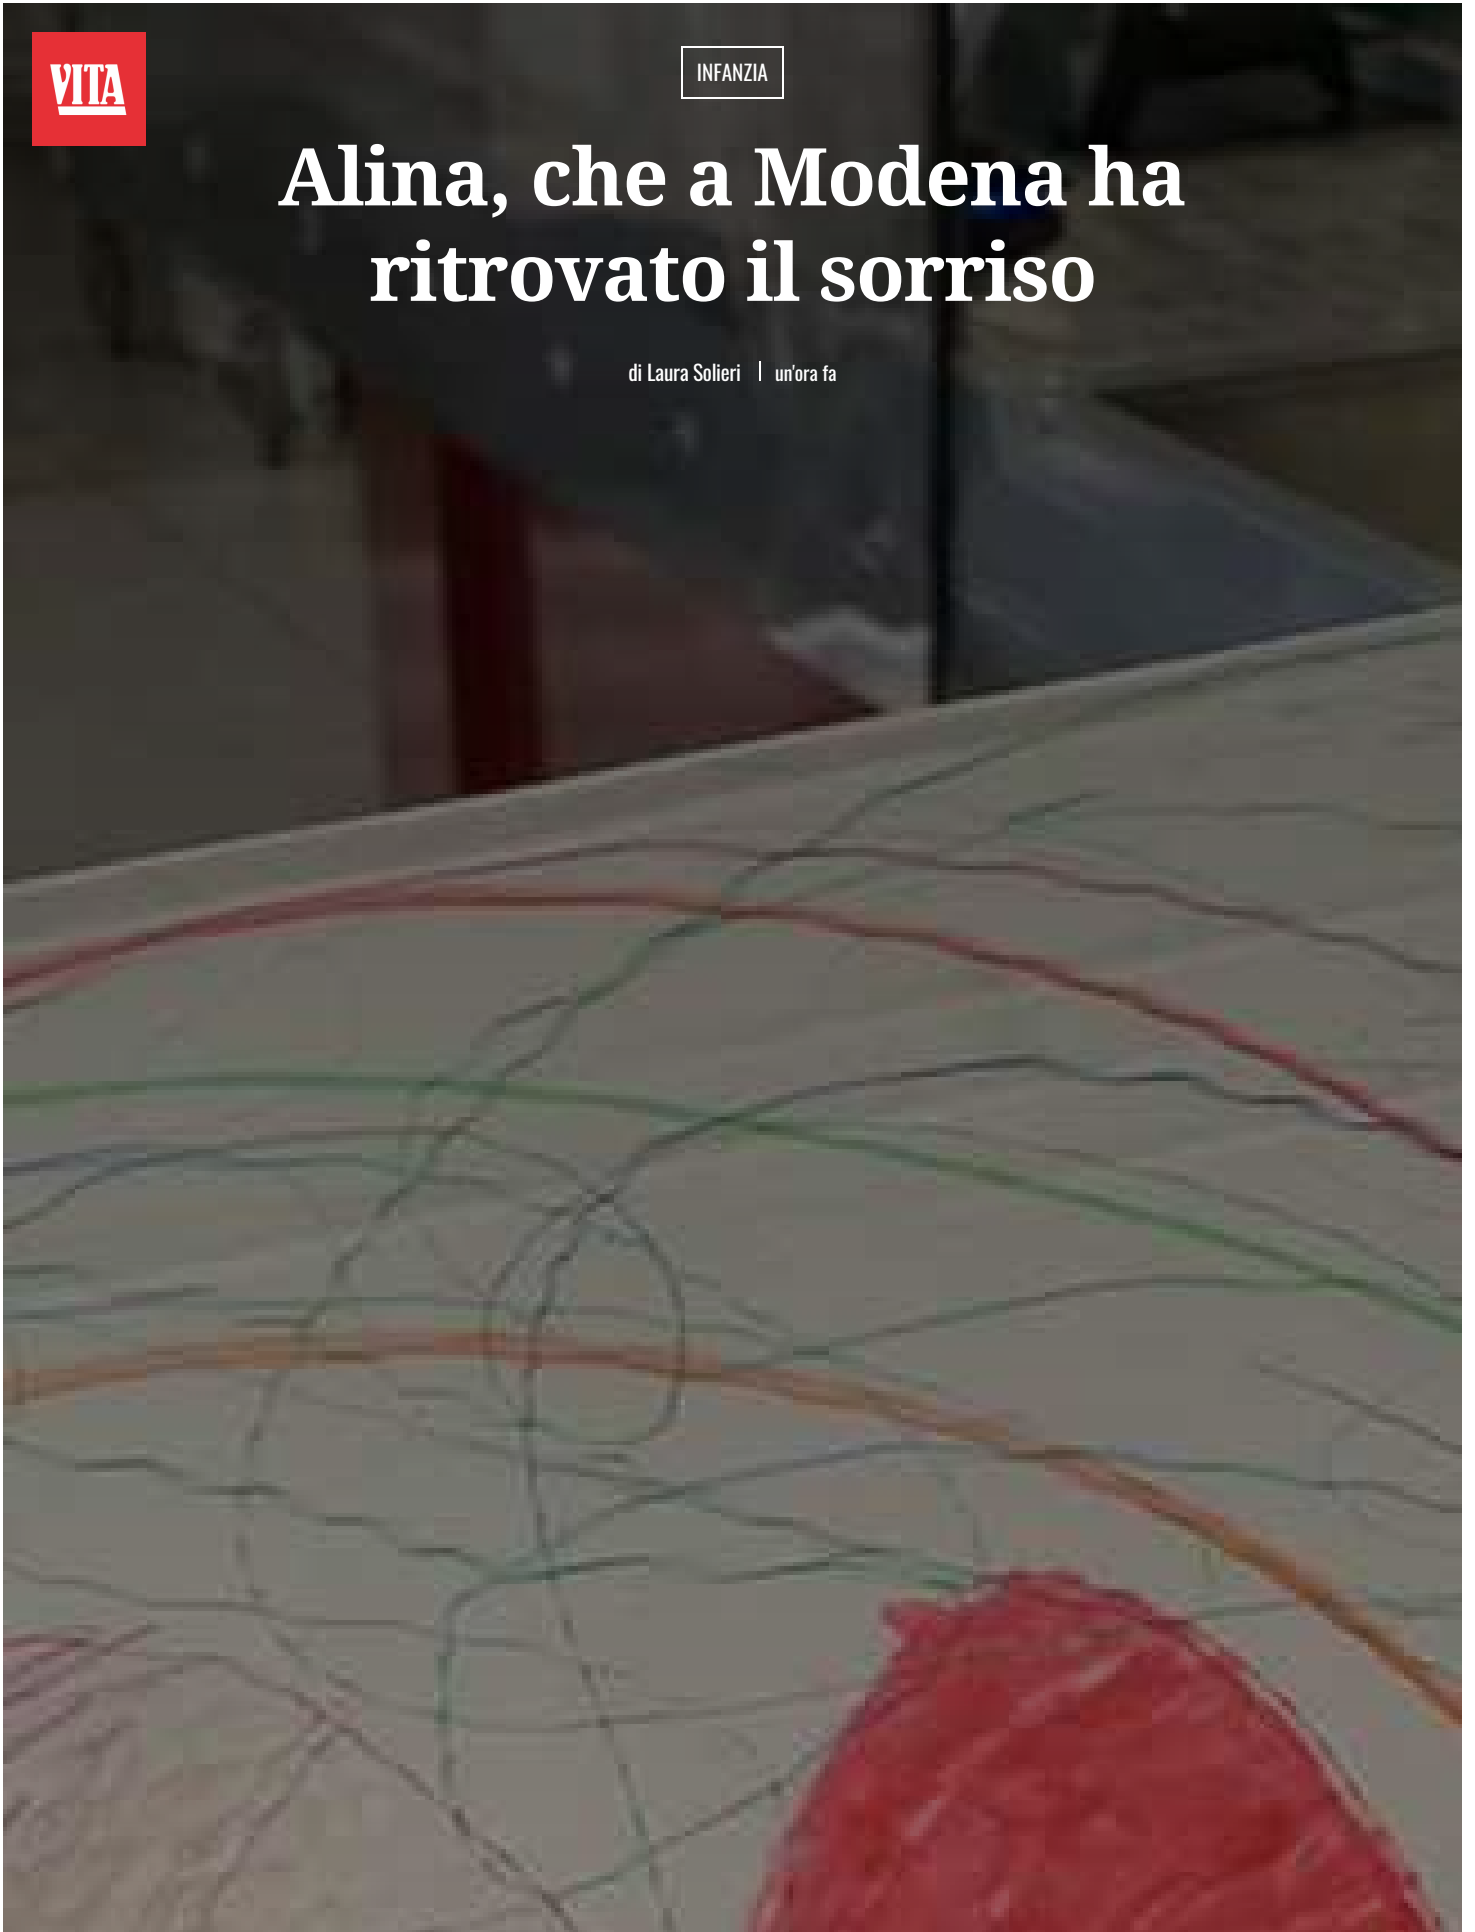 VITA
INFANZIA
Alina, che a Modena ha
ritrovato il sorriso
di Laura Solieri | un'ora fa